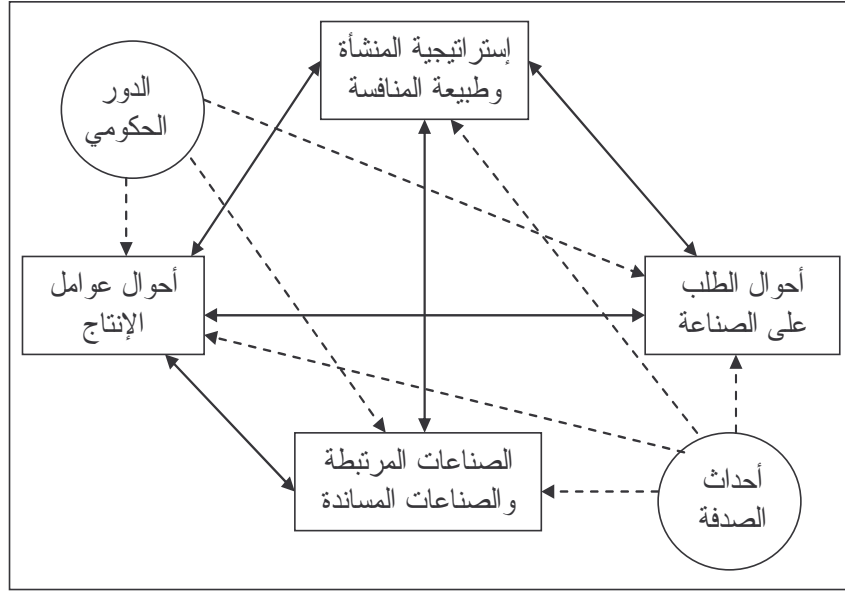 إستراتيجية المنشأة
وطبيعة المنافسة
الدور
الحكومي
أحوال عوامل
الإنتاج
أحوال الطلب
على الصناعة
الصناعات المرتبطة
والصناعات المساندة
أحداث
الصدفة